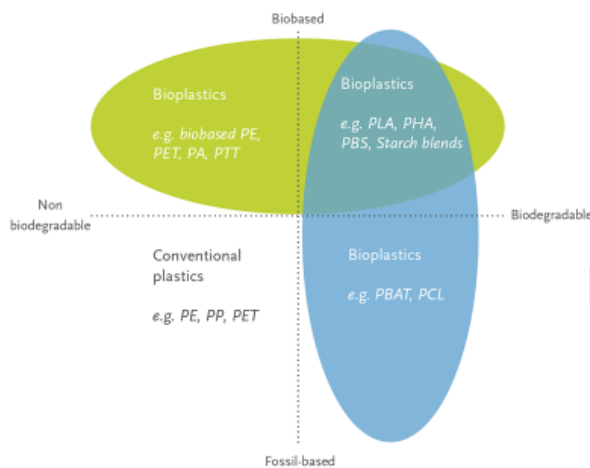 Biobased
Bioplastics
e.g. biobased PE,
PET, PA, PTT
Bioplastics
e.g. PLA, PHA,
PBS, Starch blends
Non
biodegradable
Biodegradable
Conventional
plastics
e.g. PE, PP, PET
Bioplastics
e.g. PBAT, PCL
Fossil-based